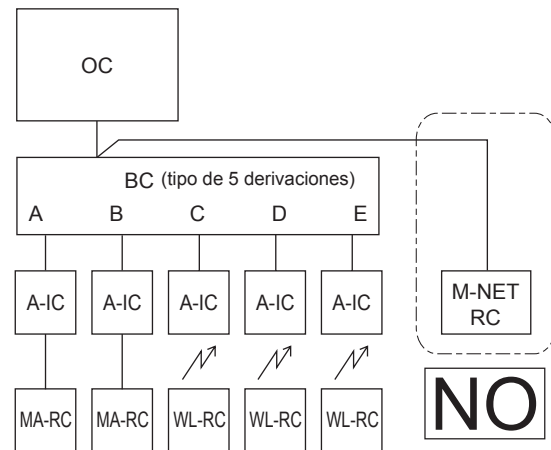 OC
BC (tipo de 5 derivaciones)
A B C D E
A-IC A-IC A-IC A-IC A-IC
M-NET
RC
MA-RC MA-RC WL-RC WL-RC WL-RC
NO